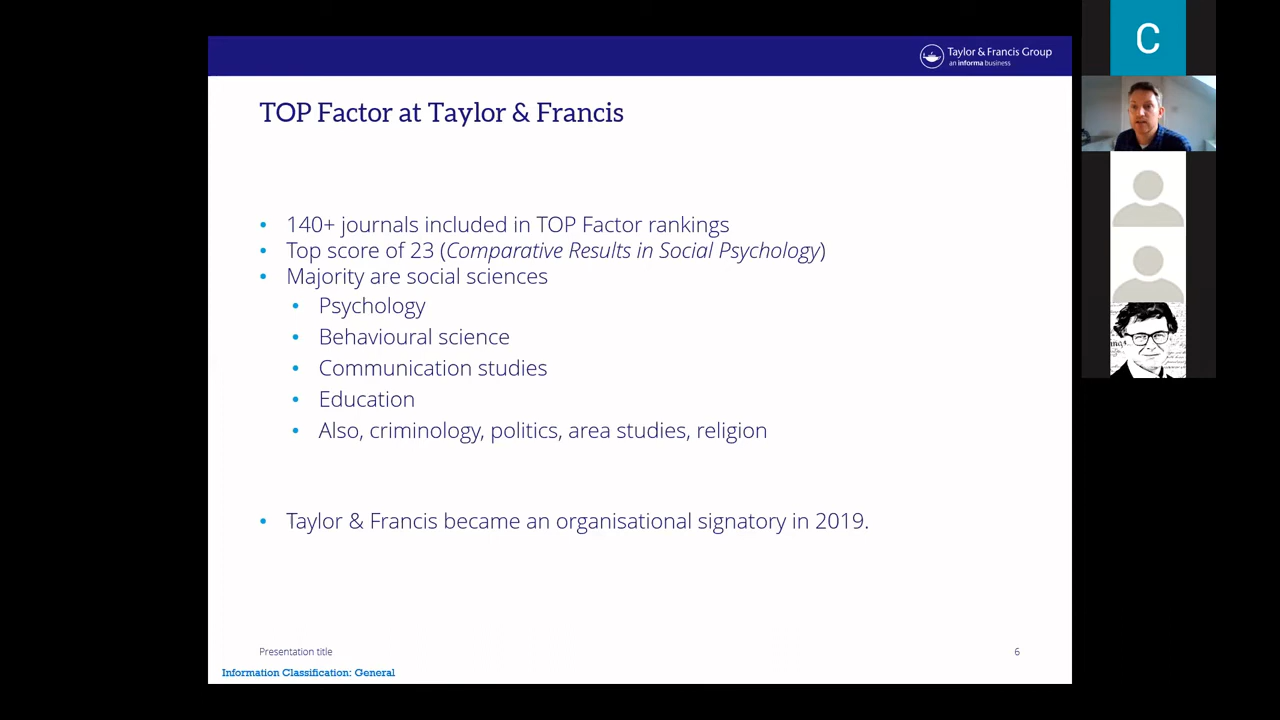 Taylor & Francis Group
an informa business
TOP Factor at Taylor & Francis
• 140+ journals included in TOP Factor rankings
• Top score of 23 (Comparative Results in Social Psychology)
• Majority are social sciences
• Psychology
• Behavioural science
• Communication studies
• Education
• Also, criminology, politics, area studies, religion
• Taylor & Francis became an organisational signatory in 2019.
Presentation title
6
Information Classification: General
C